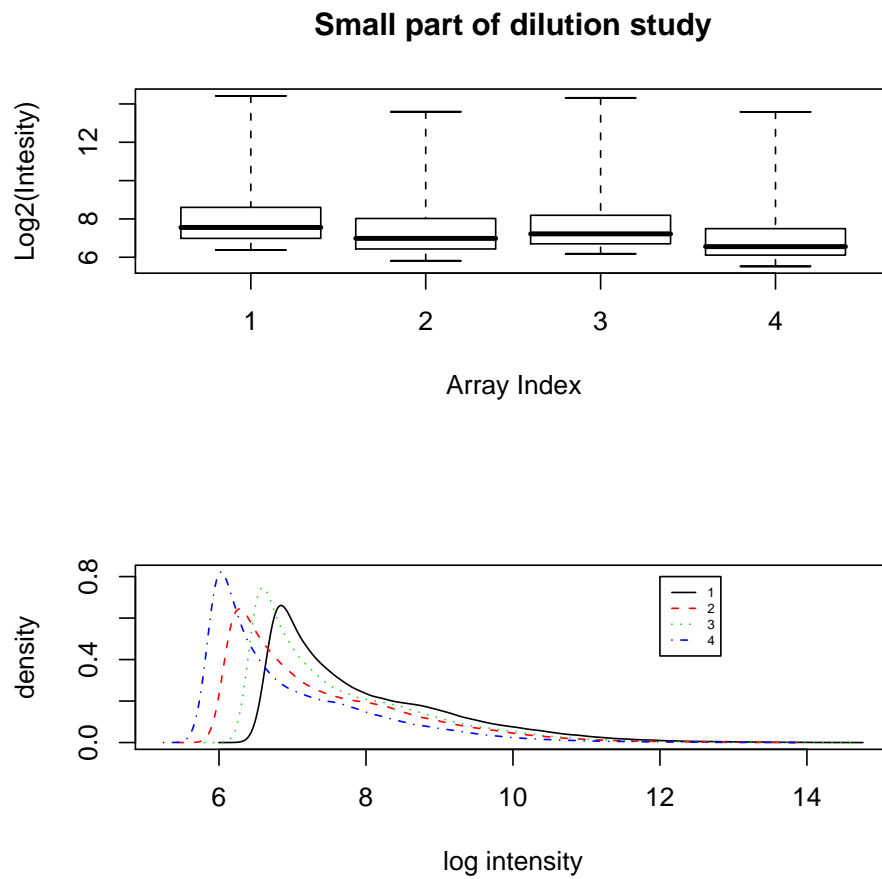 Small part of dilution study
Log2(Intesity)
12
8
6
1 2 3 4
Array Index
density
0.8
0.4
0.0
1
2
3
4
6 8 10 12 14
log intensity